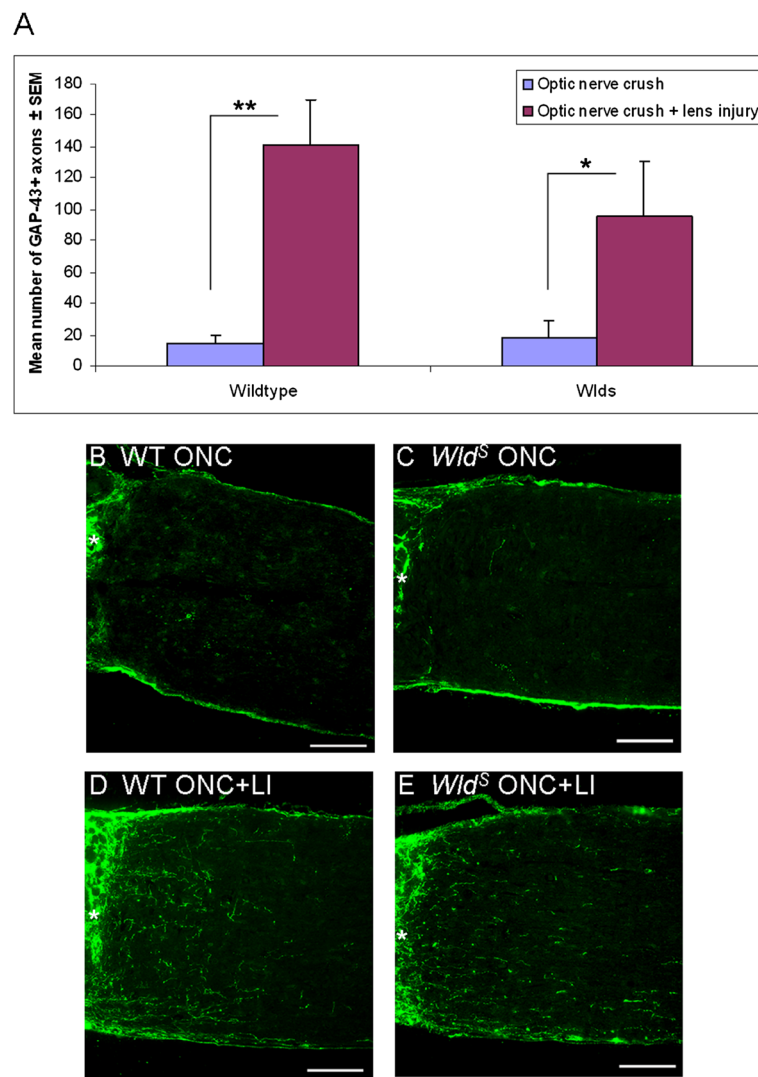 A
Mean number of GAP-43+ axons ± SEM
180
160
140
120
100
80
60
40
20
0
**
*
Optic nerve crush
Optic nerve crush + lens injury
Wildtype
Wlds
B WT ONC
*
C Wldˢ ONC
*
D WT ONC+LI
*
E Wldˢ ONC+LI
*